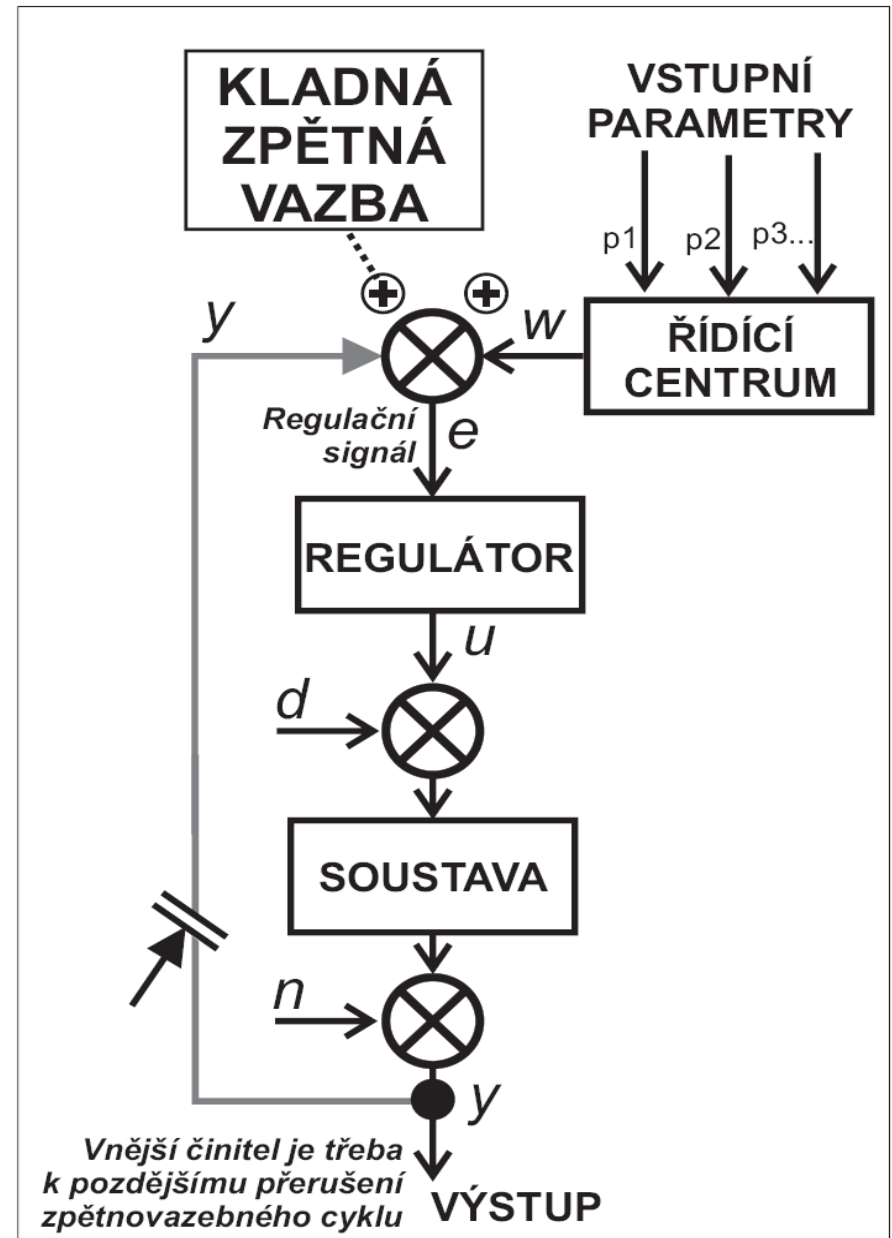 KLADNÁ
ZPĚTNÁ
VAZBA
VSTUPNÍ
PARAMETRY
p1 p2 p3...
y
w
ŘÍDÍCÍ
CENTRUM
Regulační
signál
e
REGULÁTOR
u
d
SOUSTAVA
n
y
Vnější činitel je třeba
k pozdějšímu přerušení
zpětnovazebného cyklu
VÝSTUP